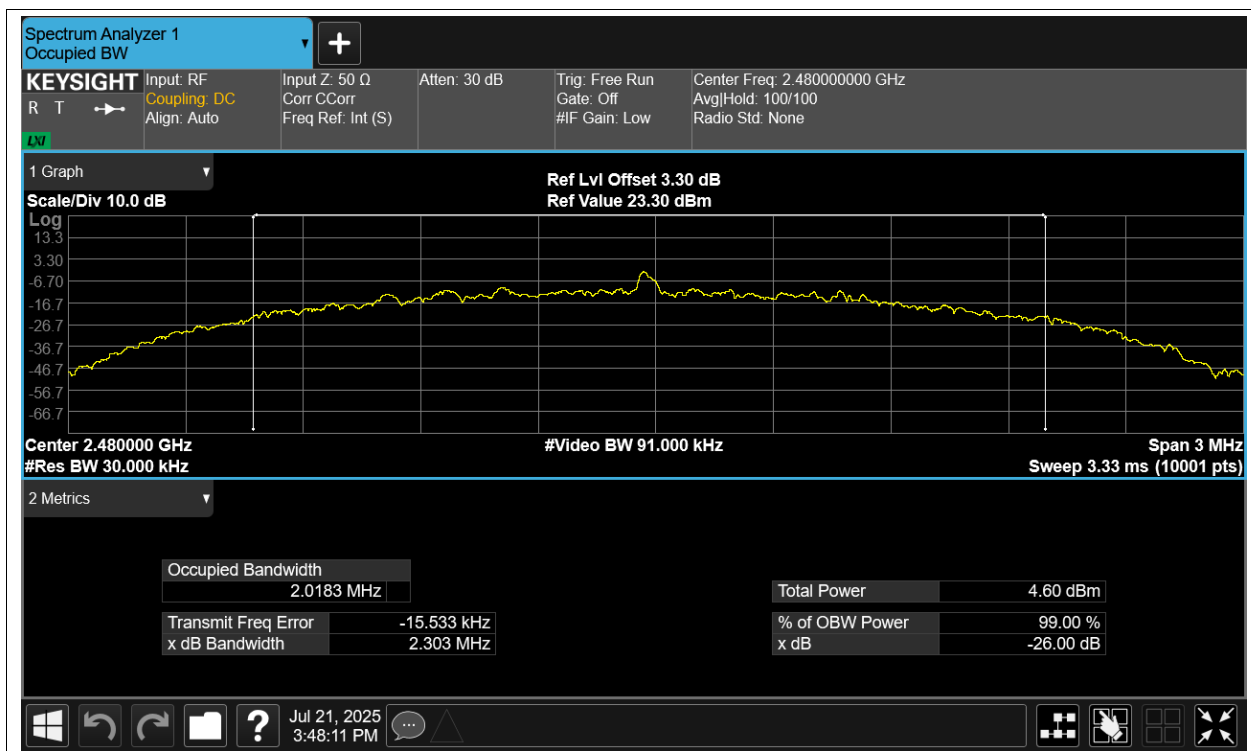 Spectrum Analyzer 1
Occupied BW
KEYSIGHT
R T
LXI
Input: RF
Coupling: DC
Align: Auto
Input Z: 50 Ω
Corr CCorr
Freq Ref: Int (S)
Atten: 30 dB
Trig: Free Run
Gate: Off
#IF Gain: Low
Center Freq: 2.480000000 GHz
Avg|Hold: 100/100
Radio Std: None
1 Graph
Scale/Div 10.0 dB
Ref Lvl Offset 3.30 dB
Ref Value 23.30 dBm
Log
13.3
3.30
-6.70
-16.7
-26.7
-36.7
-46.7
-56.7
-66.7
Center 2.480000 GHz
#Video BW 91.000 kHz
Span 3 MHz
#Res BW 30.000 kHz
Sweep 3.33 ms (10001 pts)
2 Metrics
Occupied Bandwidth
2.0183 MHz
Total Power 4.60 dBm
Transmit Freq Error -15.533 kHz
% of OBW Power 99.00 %
x dB Bandwidth 2.303 MHz
x dB -26.00 dB
?
Jul 21, 2025
3:48:11 PM